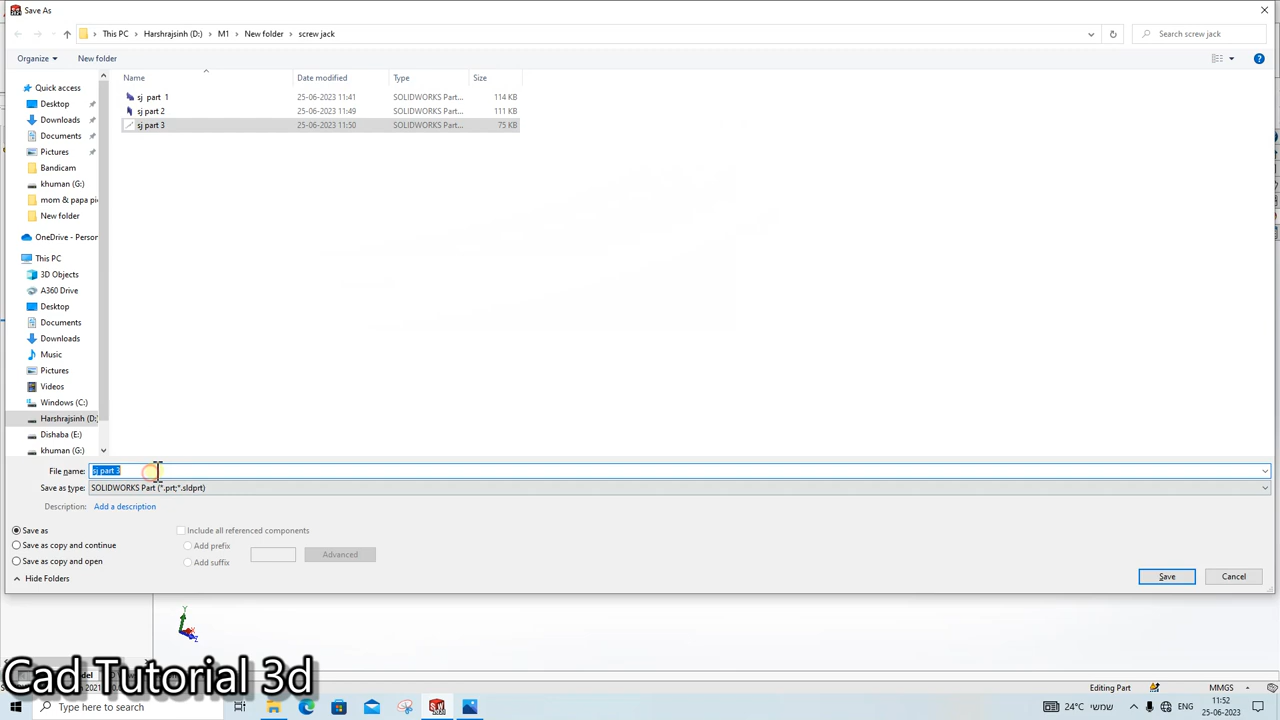 Save As
This PC > Harshrajsinh (D:) > M1 > New folder > screw jack
Search screw jack
Organize
New folder
Name Date modified Type Size
Quick access
Desktop
Downloads
Documents
Pictures
Bandicam
khuman (G:)
mom & papa pi
New folder
OneDrive - Person
This PC
3D Objects
A360 Drive
Desktop
Documents
Downloads
Music
Pictures
Videos
Windows (C:)
Harshrajsinh (D:)
Dishaba (E:)
khuman (G:)
sj part 1 25-06-2023 11:41 SOLIDWORKS Part... 114 KB
sj part 2 25-06-2023 11:49 SOLIDWORKS Part... 111 KB
sj part 3 25-06-2023 11:50 SOLIDWORKS Part... 75 KB
File name: sj part 3
Save as type: SOLIDWORKS Part (*.prt;*.sldprt)
Description: Add a description
Save as
Save as copy and continue
Save as copy and open
Include all referenced components
Add prefix
Add suffix
Advanced
Hide Folders
Save
Cancel
Y
Cad Tutorial 3d
Editing Part
MMGS
Type here to search
24°C
ENG
11:52
25-06-2023